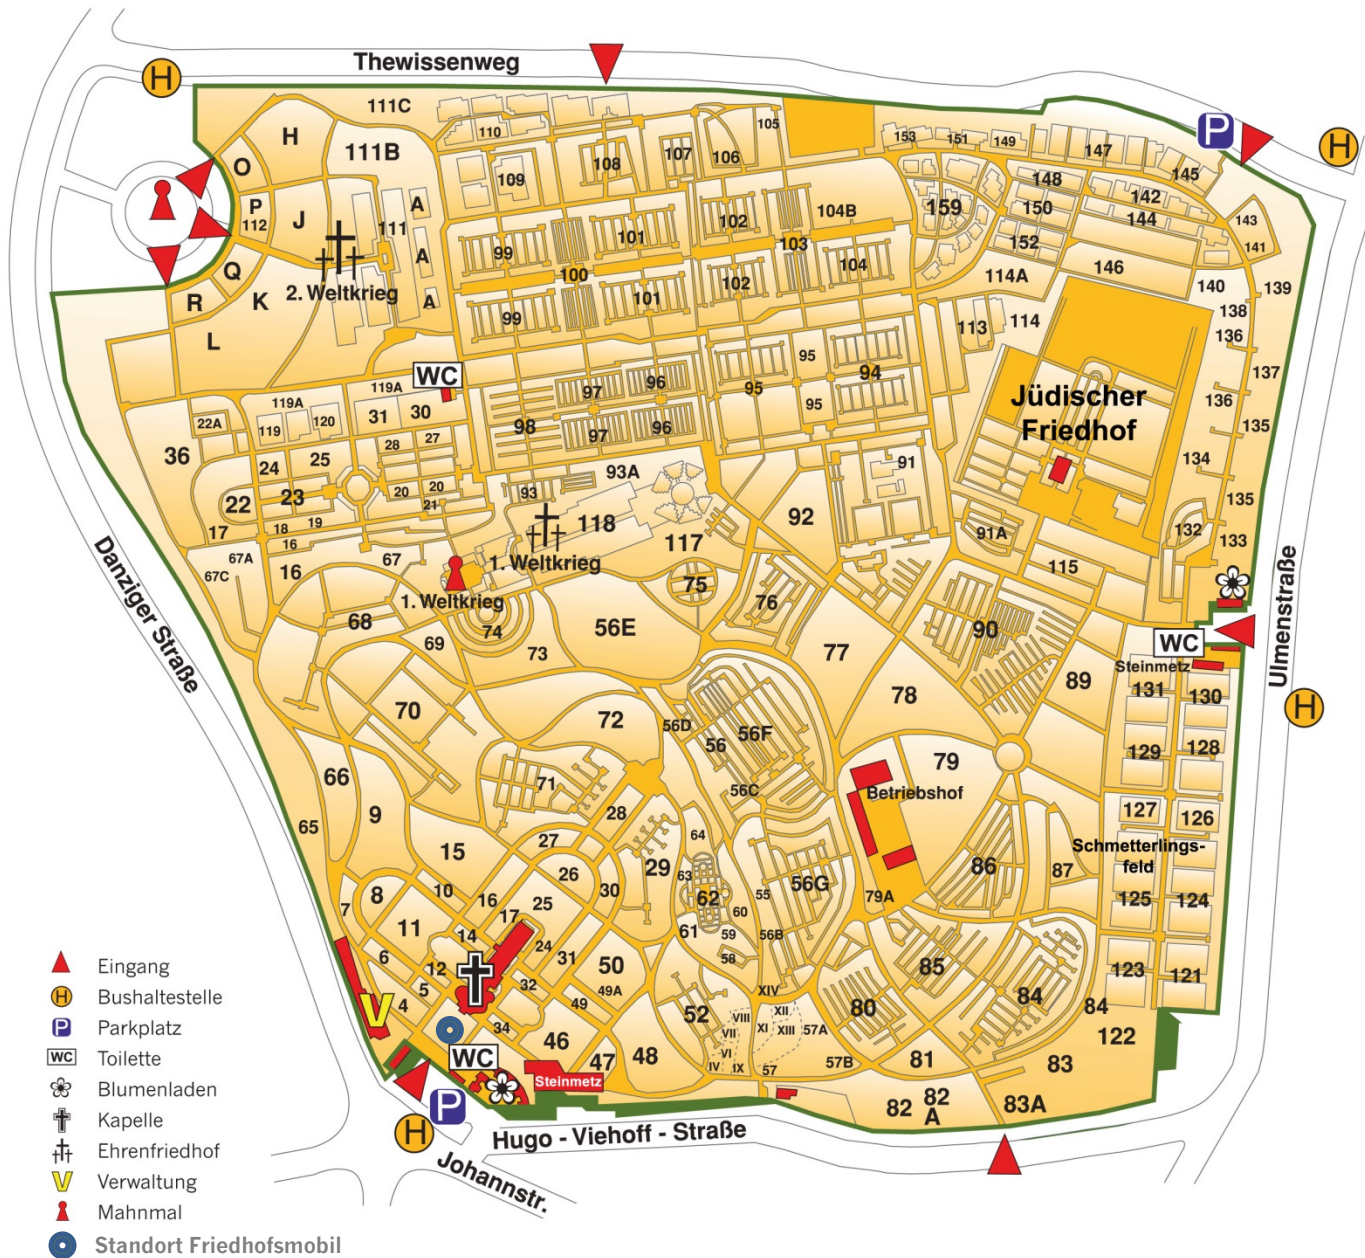 Thewissenweg
H
P
H
111C
H
O
111B
110
109
108
107
106
105
153
151
149
147
145
148
142
144
143
141
150
152
159
P
112
J
111
A
A
A
2. Weltkrieg
Q
R
K
L
99
101
102
103
104B
104
100
99
101
102
114A
146
140
139
138
136
137
113
114
WC
119A
119A
22A
119
120
31
30
97
96
95
95
94
95
98
97
96
36
24
25
28
27
22
23
20
20
21
17
18
19
16
93A
93
118
117
92
91
91A
Jüdischer
Friedhof
136
135
134
135
132
133
115
67A
67C
16
67
1. Weltkrieg
1. Weltkrieg
68
69
74
73
56E
75
76
77
78
90
89
WC
Steinmetz
131
130
129
128
H
Danziger Straße
Ulmenstraße
70
72
71
56D
56
56F
56C
79
Betriebshof
66
65
9
15
28
27
29
64
63
62
55
56G
60
59
58
61
56B
79A
86
87
127
126
Schmetterlings-
feld
125
124
8
7
10
16
26
30
11
14
17
25
24
31
50
49A
6
12
5
4
32
49
34
46
47
48
52
XIV
VIII
VII
VI
IV
IX
XII
XI
XIII
57A
57
57B
80
85
84
84
123
121
122
81
83
82
82
A
83A
V
WC
Steinmetz
P
H
Hugo - Viehoff - Straße
Johannstr.
Eingang
H Bushaltestelle
P Parkplatz
WC Toilette
Blumenladen
Kapelle
Ehrenfriedhof
V Verwaltung
Mahnmal
Standort Friedhofsmobil